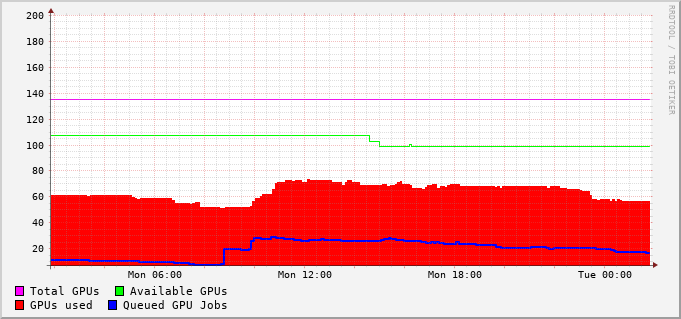 200
180
160
140
120
100
80
60
40
20
Mon 06:00 Mon 12:00 Mon 18:00 Tue 00:00
Total GPUs Available GPUs
GPUs used Queued GPU Jobs
RRDTOOL / TOBI OETIKER